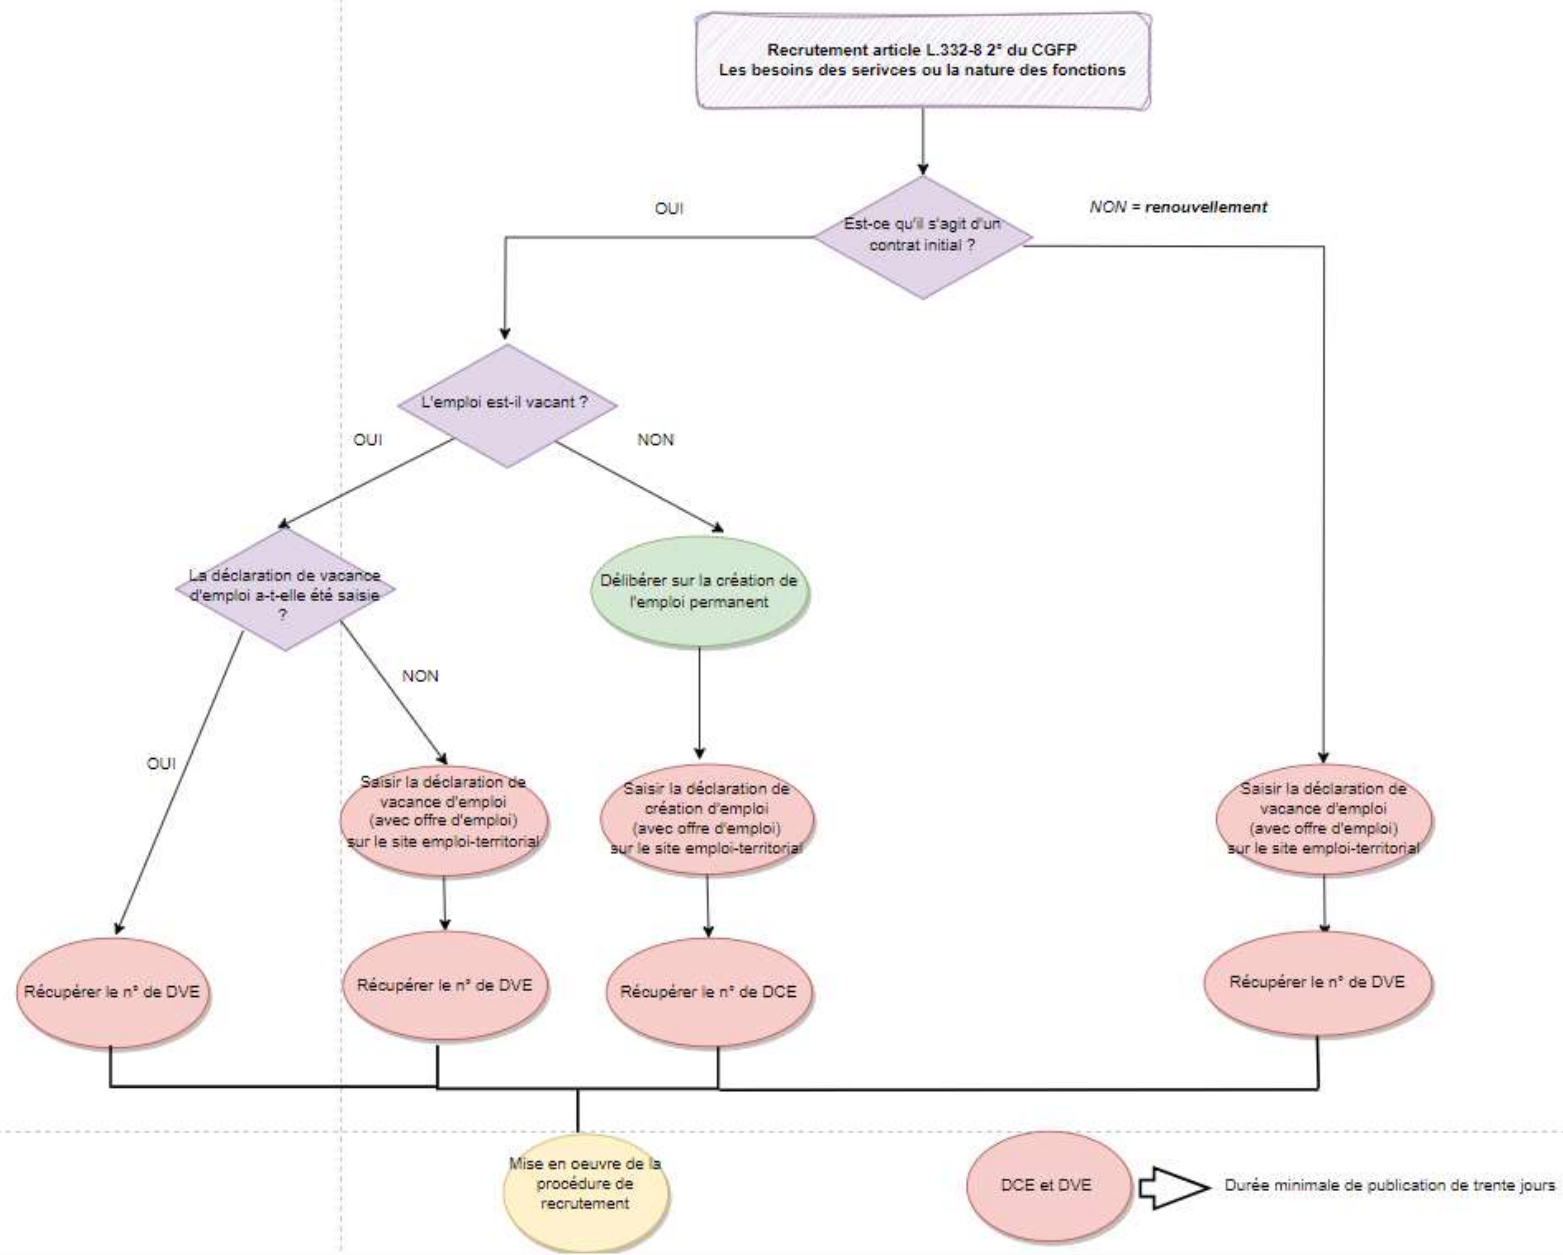 Recrutement article L.332-8 2° du CGFP
Les besoins des serivces ou la nature des fonctions
OUI
NON = renouvellement
Est-ce qu'il s'agit d'un
contrat initial ?
L'emploi est-il vacant ?
OUI
NON
La déclaration de vacance
d'emploi a-t-elle été saisie
?
Délibérer sur la création de
l'emploi permanent
NON
OUI
Saisir la déclaration de
vacance d'emploi
(avec offre d'emploi)
sur le site emploi-territorial
Saisir la déclaration de
création d'emploi
(avec offre d'emploi)
sur le site emploi-territorial
Saisir la déclaration de
vacance d'emploi
(avec offre d'emploi)
sur le site emploi-territorial
Récupérer le n° de DVE
Récupérer le n° de DVE
Récupérer le n° de DCE
Récupérer le n° de DVE
Mise en oeuvre de la
procédure de
recrutement
DCE et DVE
Durée minimale de publication de trente jours